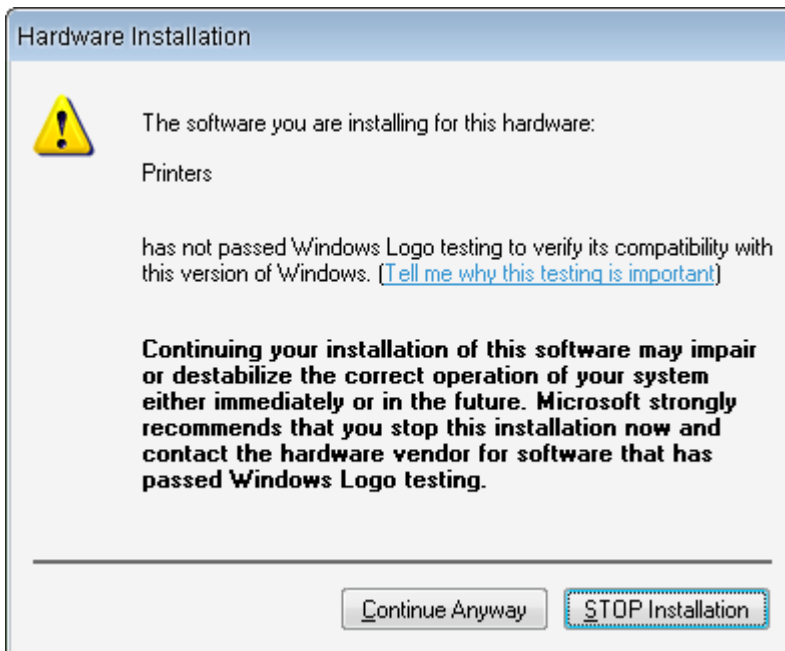 Hardware Installation
The software you are installing for this hardware:
Printers
has not passed Windows Logo testing to verify its compatibility with
this version of Windows. (Tell me why this testing is important)
Continuing your installation of this software may impair
or destabilize the correct operation of your system
either immediately or in the future. Microsoft strongly
recommends that you stop this installation now and
contact the hardware vendor for software that has
passed Windows Logo testing.
Continue Anyway
STOP Installation